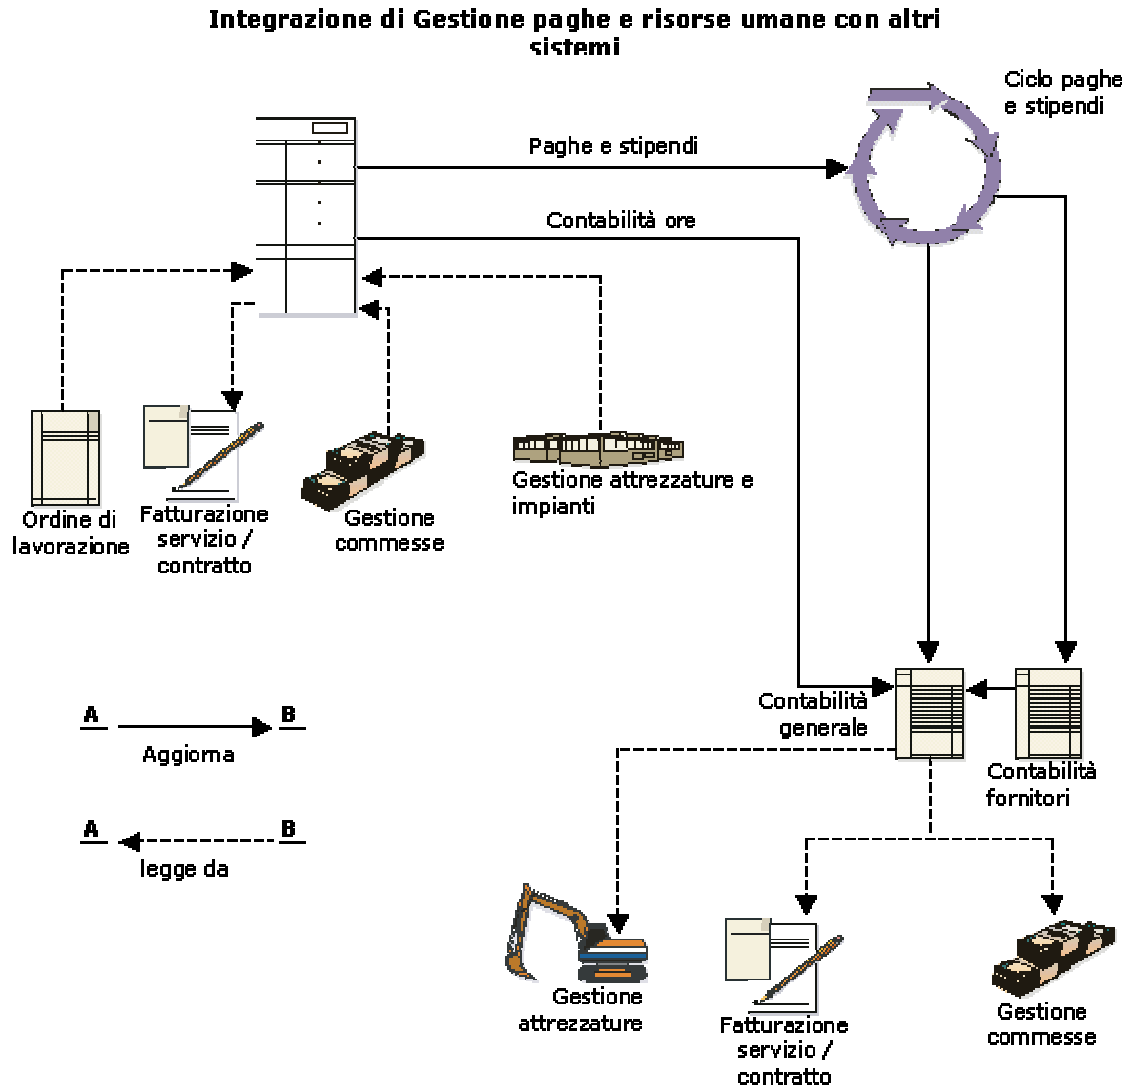 Integrazione di Gestione paghe e risorse umane con altri
sistemi
Ciclo paghe
e stipendi
Paghe e stipendi
Contabilità ore
Ordine di
lavorazione
Fatturazione
servizio /
contratto
Gestione
commesse
Gestione attrezzature e
impianti
Contabilità
generale
Contabilità
fornitori
A B
Aggiorna
A B
legge da
Gestione
attrezzature
Fatturazione
servizio /
contratto
Gestione
commesse